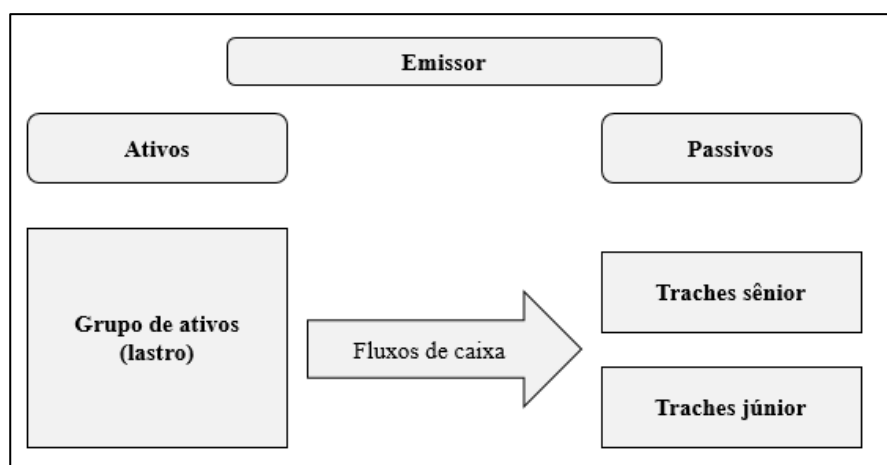 Emissor
Ativos
Passivos
Grupo de ativos
(lastro)
Fluxos de caixa
Traches sênior
Traches júnior